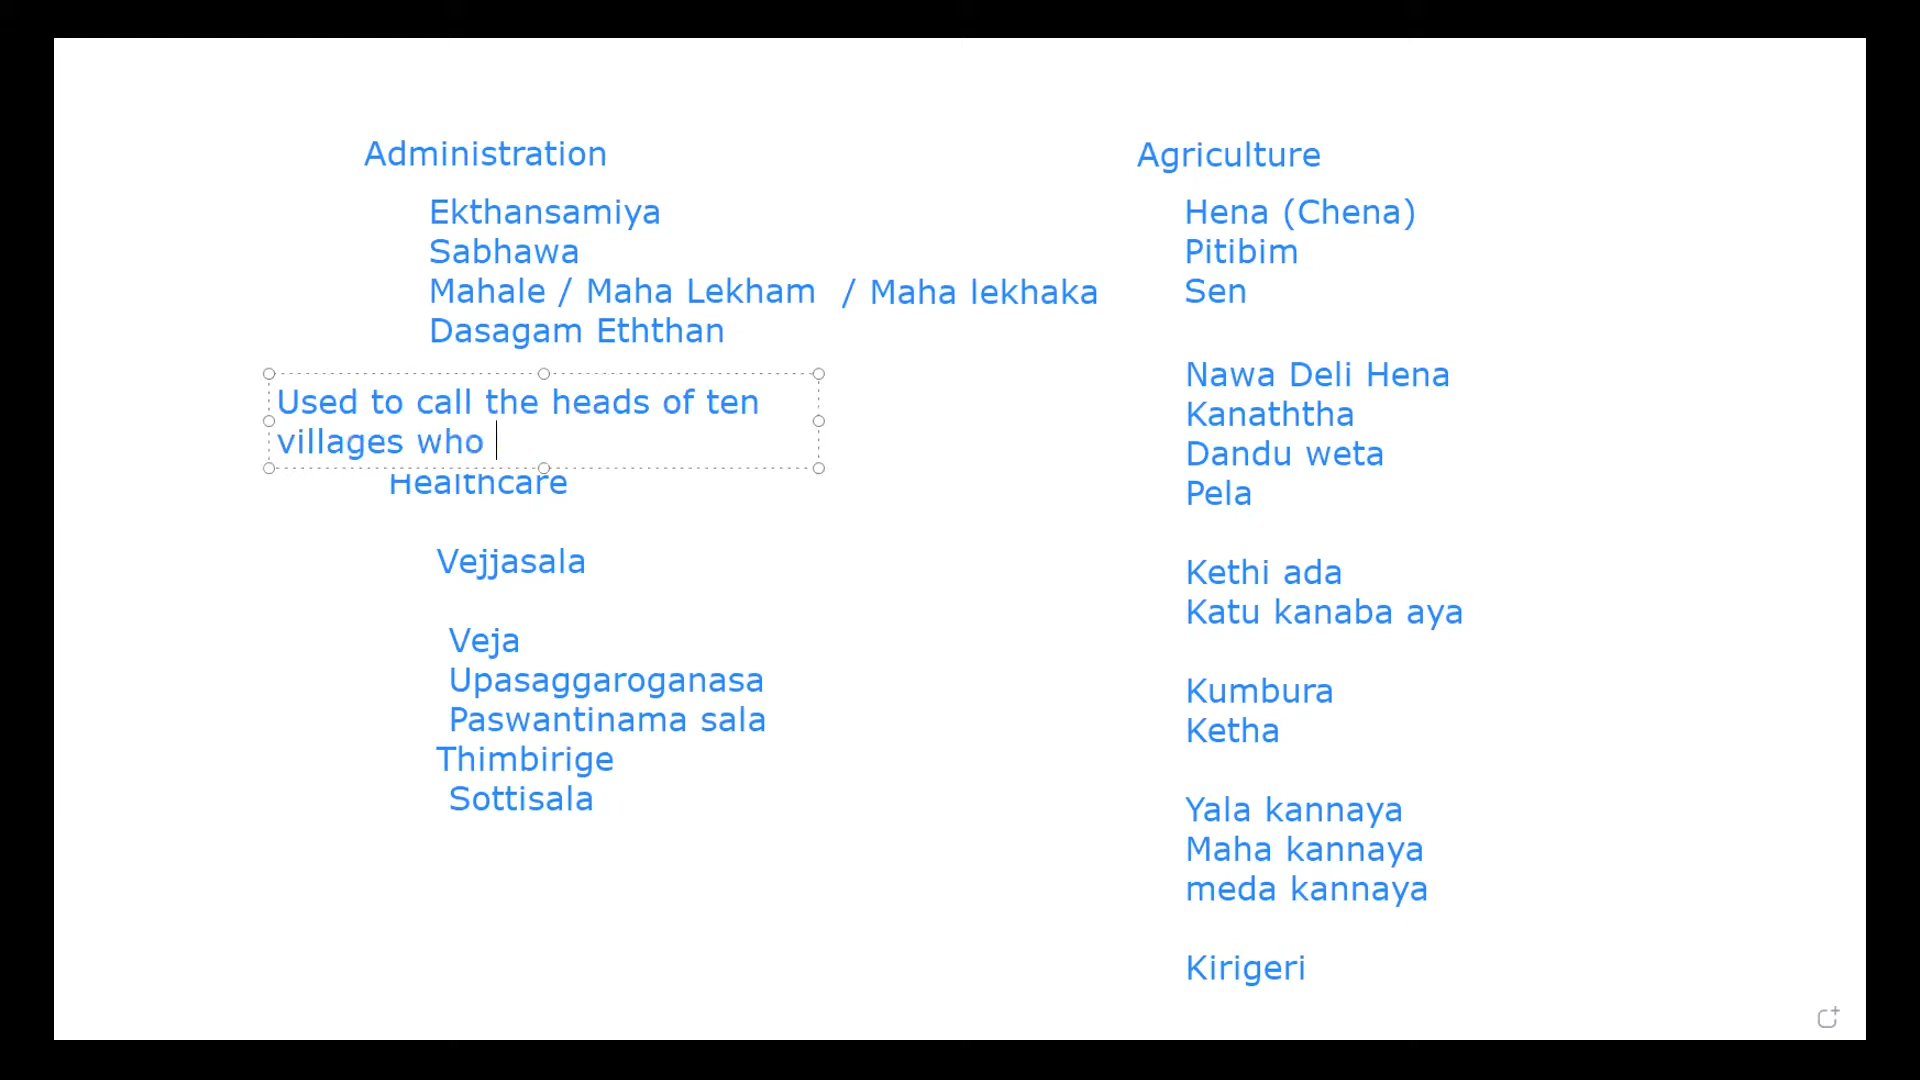 Administration
Ekthansamiya
Sabhawa
Mahale / Maha Lekham / Maha lekhaka
Dasagam Eththan
Used to call the heads of ten
villages who
Healthcare
Vejjasala
Veja
Upasaggaroganasa
Paswantinama sala
Thimbirige
Sottisala
Agriculture
Hena (Chena)
Pitibim
Sen
Nawa Deli Hena
Kanaththa
Dandu weta
Pela
Kethi ada
Katu kanaba aya
Kumbura
Ketha
Yala kannaya
Maha kannaya
meda kannaya
Kirigeri